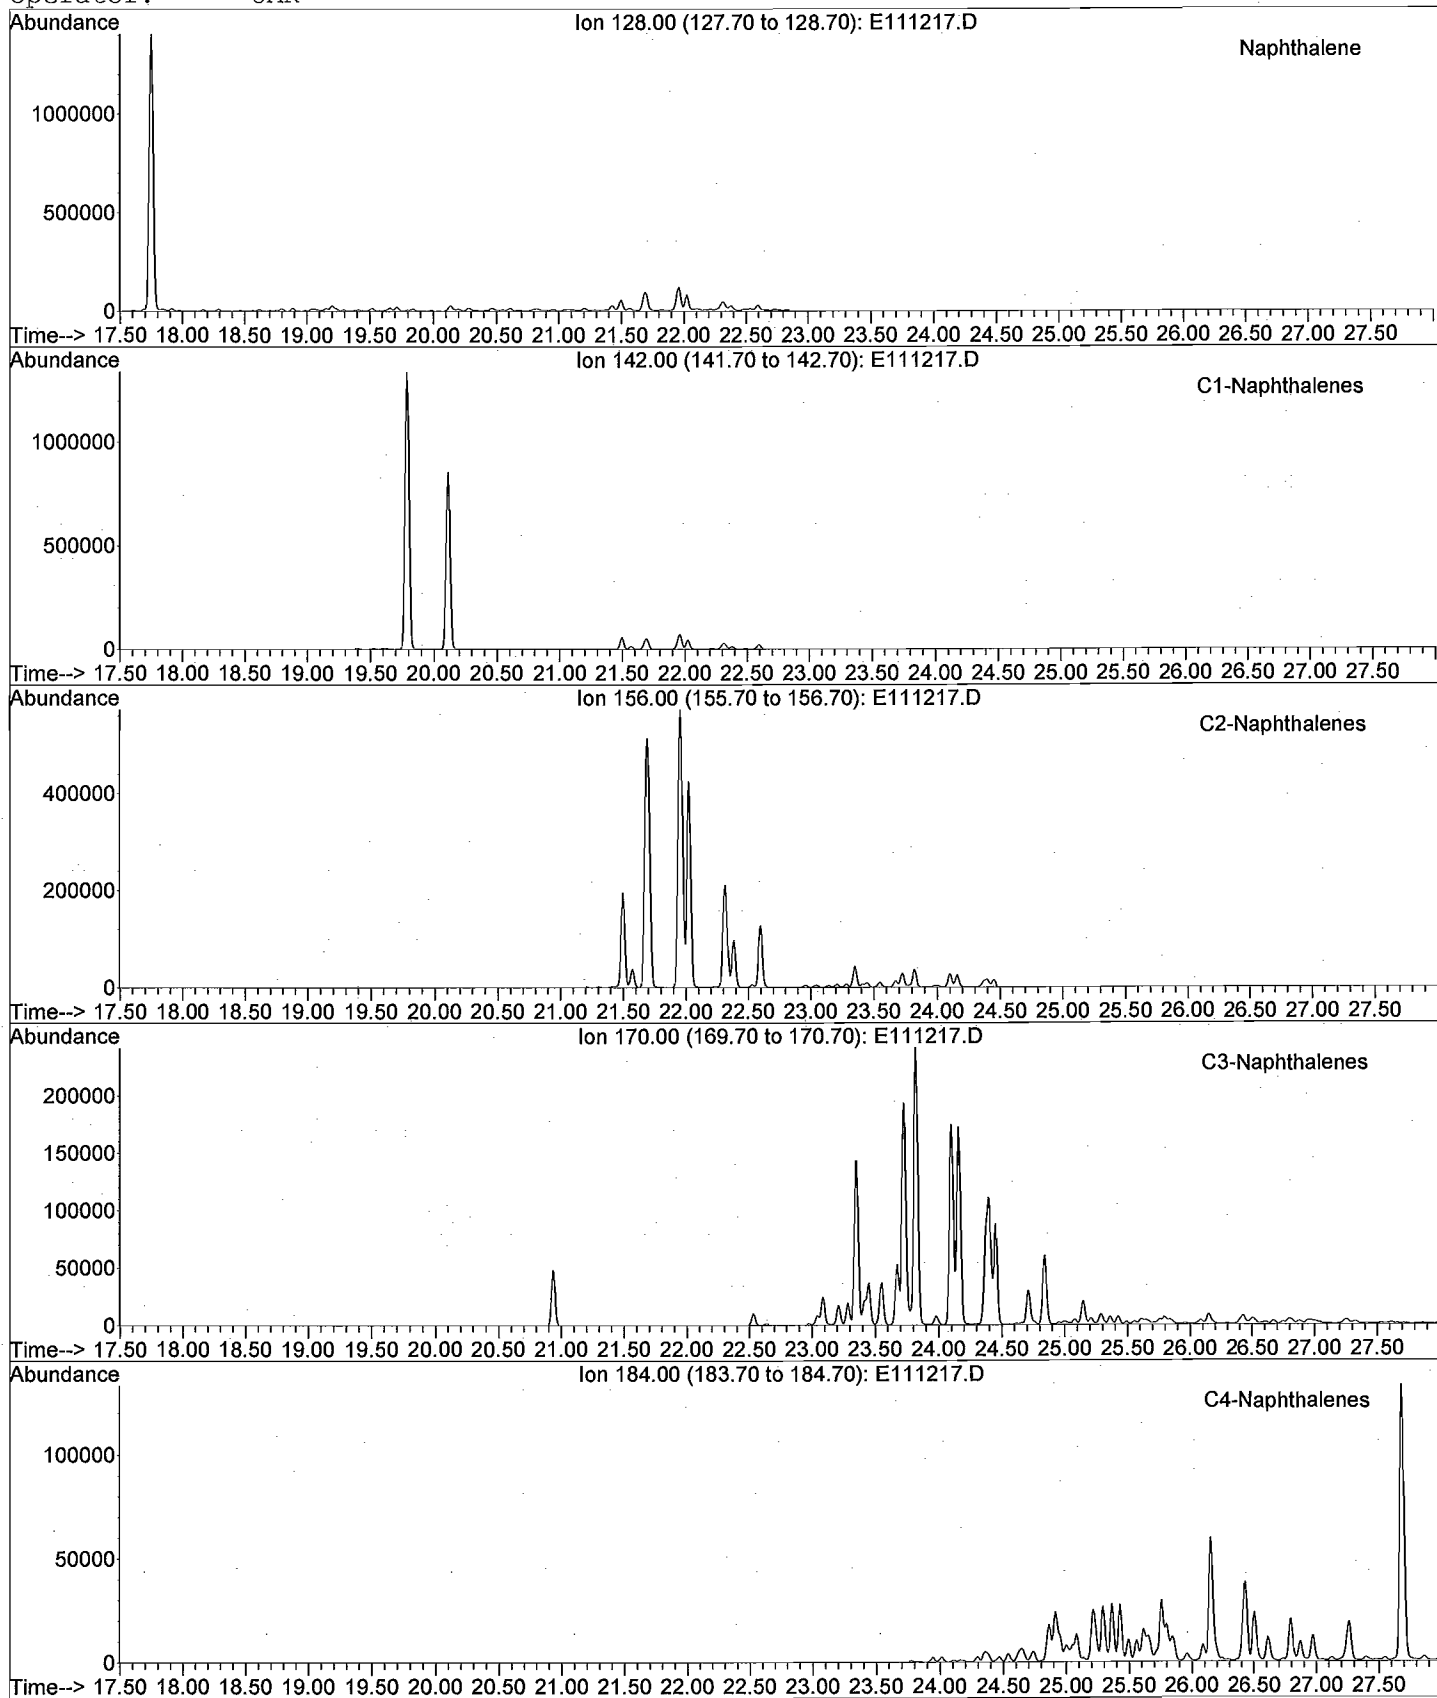 Abundance
Ion 128.00 (127.70 to 128.70): E111217.D
Naphthalene
1000000
500000
0
Time--> 17.50 18.00 18.50 19.00 19.50 20.00 20.50 21.00 21.50 22.00 22.50 23.00 23.50 24.00 24.50 25.00 25.50 26.00 26.50 27.00 27.50
Abundance
Ion 142.00 (141.70 to 142.70): E111217.D
C1-Naphthalenes
1000000
500000
0
Time--> 17.50 18.00 18.50 19.00 19.50 20.00 20.50 21.00 21.50 22.00 22.50 23.00 23.50 24.00 24.50 25.00 25.50 26.00 26.50 27.00 27.50
Abundance
Ion 156.00 (155.70 to 156.70): E111217.D
C2-Naphthalenes
400000
200000
0
Time--> 17.50 18.00 18.50 19.00 19.50 20.00 20.50 21.00 21.50 22.00 22.50 23.00 23.50 24.00 24.50 25.00 25.50 26.00 26.50 27.00 27.50
Abundance
Ion 170.00 (169.70 to 170.70): E111217.D
C3-Naphthalenes
200000
150000
100000
50000
0
Time--> 17.50 18.00 18.50 19.00 19.50 20.00 20.50 21.00 21.50 22.00 22.50 23.00 23.50 24.00 24.50 25.00 25.50 26.00 26.50 27.00 27.50
Abundance
Ion 184.00 (183.70 to 184.70): E111217.D
C4-Naphthalenes
100000
50000
0
Time--> 17.50 18.00 18.50 19.00 19.50 20.00 20.50 21.00 21.50 22.00 22.50 23.00 23.50 24.00 24.50 25.00 25.50 26.00 26.50 27.00 27.50